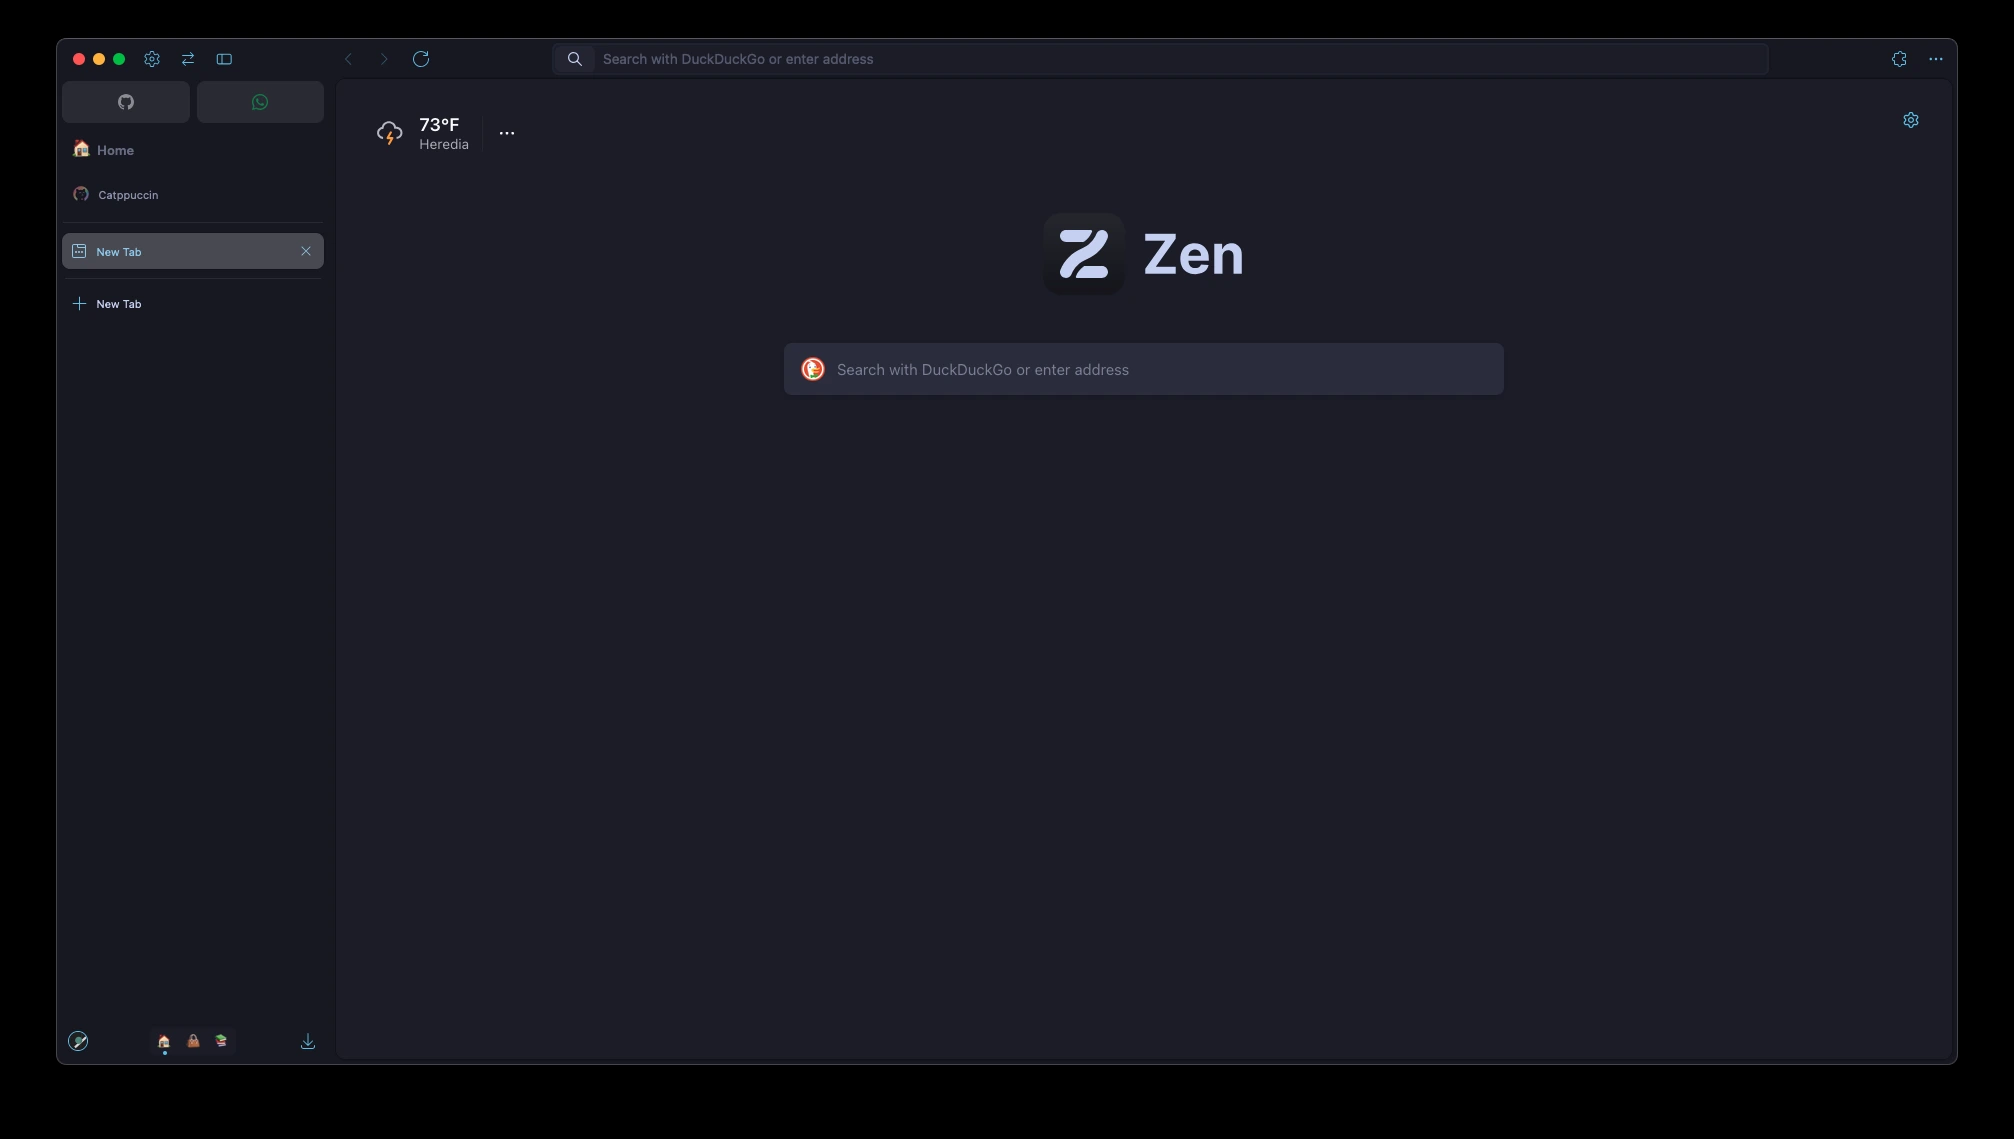 Search with DuckDuckGo or enter address
Home
Catppuccin
New Tab
New Tab
73°F
Heredia
Zen
Search with DuckDuckGo or enter address